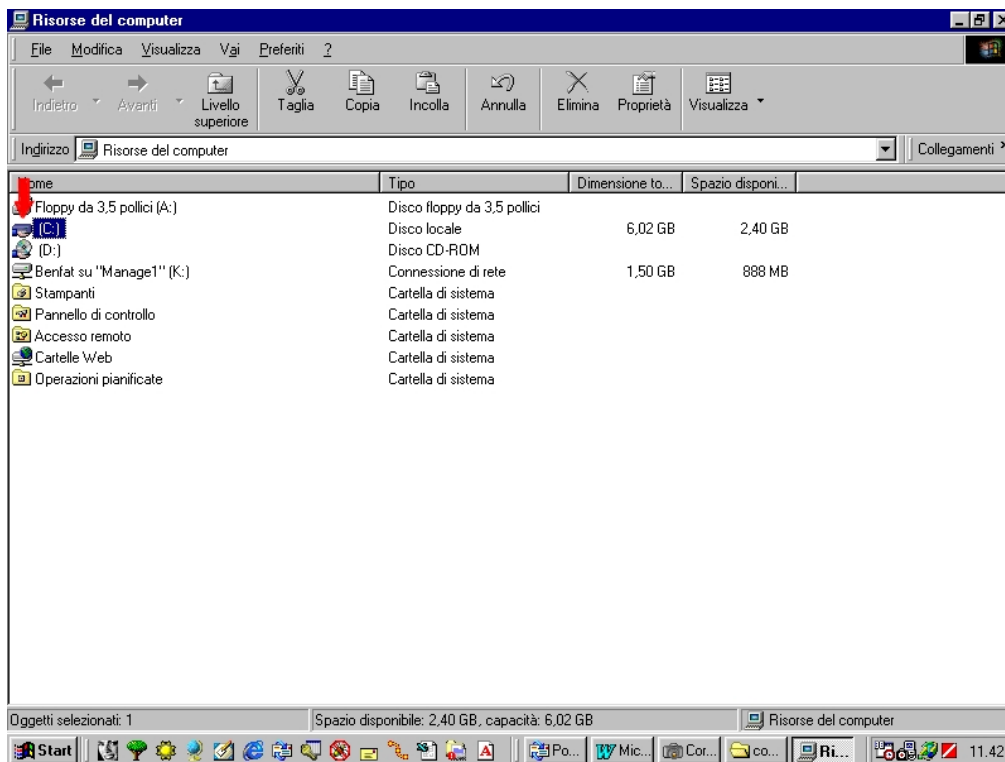 Risorse del computer
File Modifica Visualizza Vai Preferiti ?
Indietro Avanti Livello superiore Taglia Copia Incolla Annulla Elimina Proprietà Visualizza
Indirizzo Risorse del computer Collegamenti
Tipo Dimensione to... Spazio disponi...
Floppy da 3,5 pollici (A:) Disco floppy da 3,5 pollici
(C:) Disco locale 6,02 GB 2,40 GB
(D:) Disco CD-ROM
Benfat su "Manage1" (K:) Connessione di rete 1,50 GB 888 MB
Stampanti Cartella di sistema
Pannello di controllo Cartella di sistema
Accesso remoto Cartella di sistema
Cartelle Web Cartella di sistema
Operazioni pianificate Cartella di sistema
Oggetti selezionati: 1 Spazio disponibile: 2,40 GB, capacità: 6,02 GB Risorse del computer
Start Po... Mic... Cor... co... Ri... 11.42